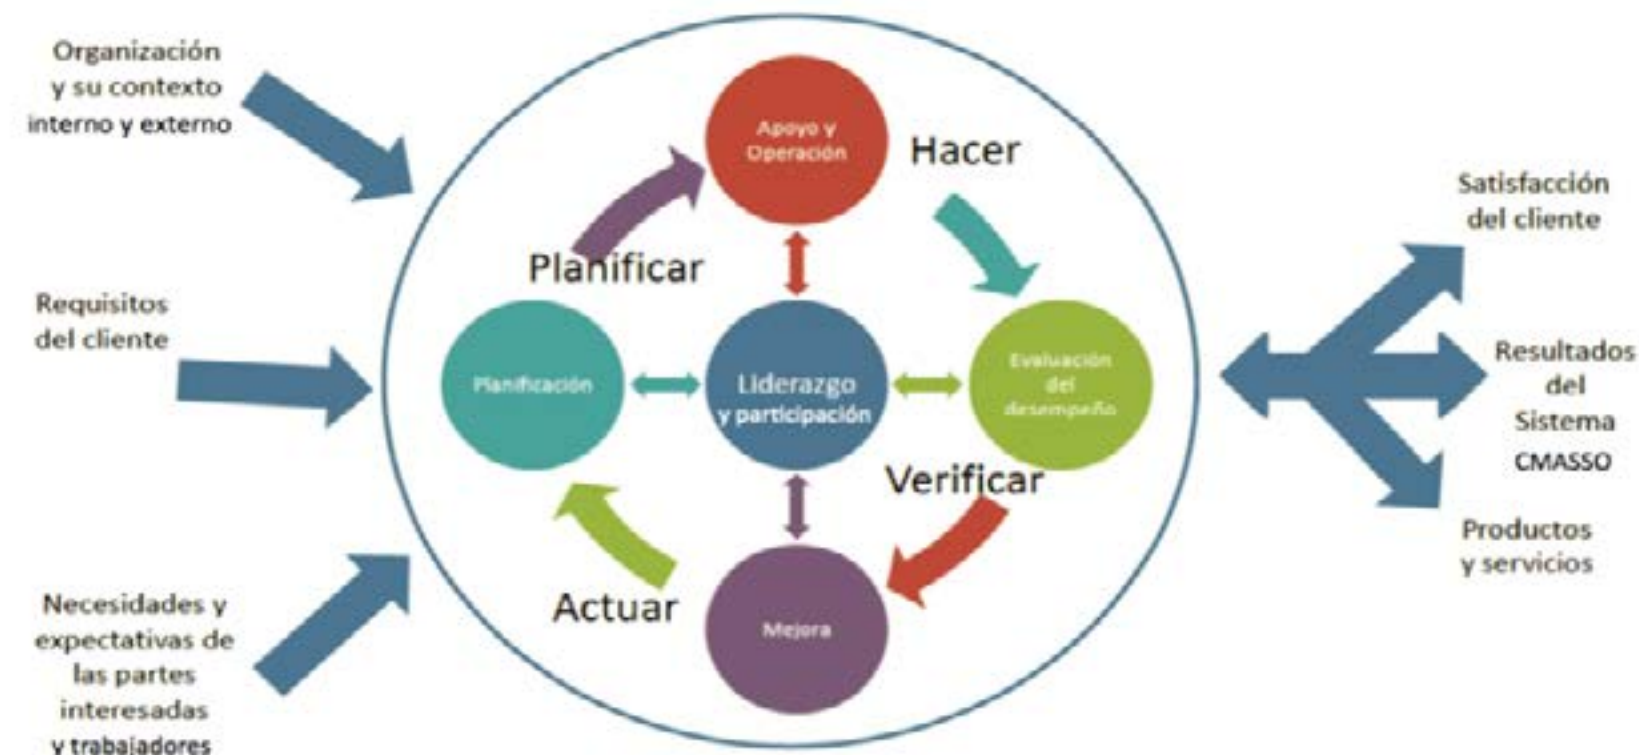 Organización
y su contexto
interno y externo
Requisitos
del cliente
Necesidades y
expectativas de
las partes
interesadas
y trabajadores
Apoyo y
Operación
Hacer
Planificar
Planificación
Liderazgo
y participación
Evaluación
del
desempeño
Verificar
Actuar
Mejora
Satisfacción
del cliente
Resultados
del
Sistema
CMASSO
Productos
y servicios